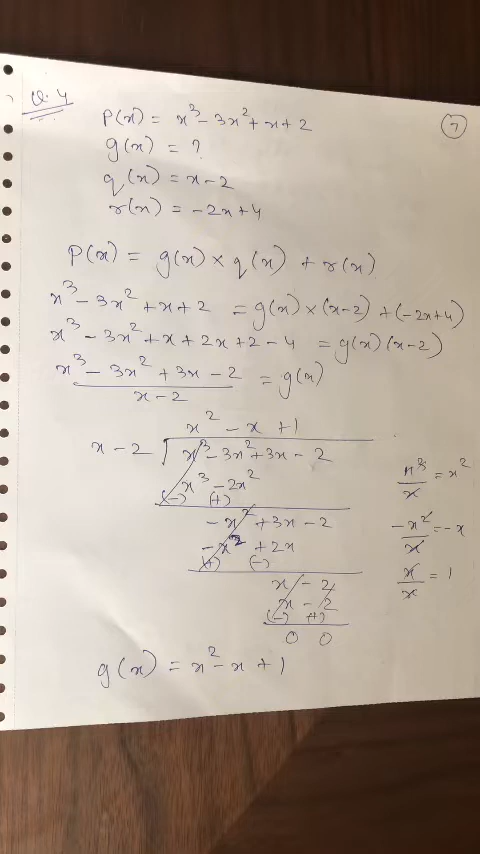 Q.4
7
P(x) = x³ - 3x² + x + 2
g(x) = ?
q(x) = x - 2
r(x) = -2x + 4
P(x) = g(x) × q(x) + r(x)
x³ - 3x² + x + 2 = g(x) × (x-2) + (-2x+4)
x³ - 3x² + x + 2x + 2 - 4 = g(x) (x-2)
x³ - 3x² + 3x - 2 = g(x)
x - 2
x² - x + 1
x - 2 ) x³ - 3x² + 3x - 2
x³ - 2x²
(-) (+)
- x² + 3x - 2
- x² + 2x
(+) (-)
x - 2
x - 2
(-) (+)
0 0
x³/x = x²
-x²/x = -x
x/x = 1
g(x) = x² - x + 1